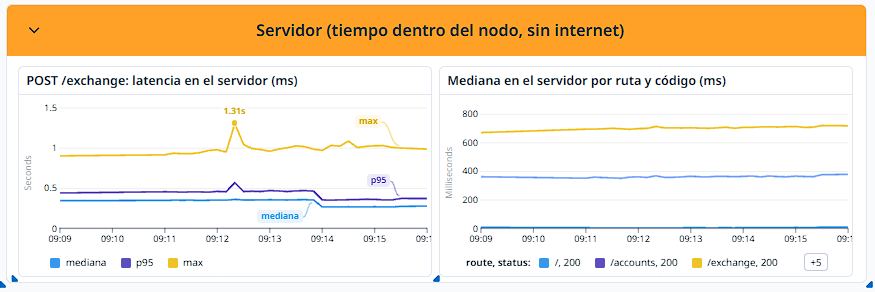 Servidor (tiempo dentro del nodo, sin internet)
POST /exchange: latencia en el servidor (ms)
1.5
1
0.5
0
Seconds
1.31s
max
p95
mediana
09:09 09:10 09:11 09:12 09:13 09:14 09:15 09:1
mediana p95 max
Mediana en el servidor por ruta y código (ms)
800
600
400
200
0
Milliseconds
09:09 09:10 09:11 09:12 09:13 09:14 09:15 09:1
route, status: /, 200 /accounts, 200 /exchange, 200 +5